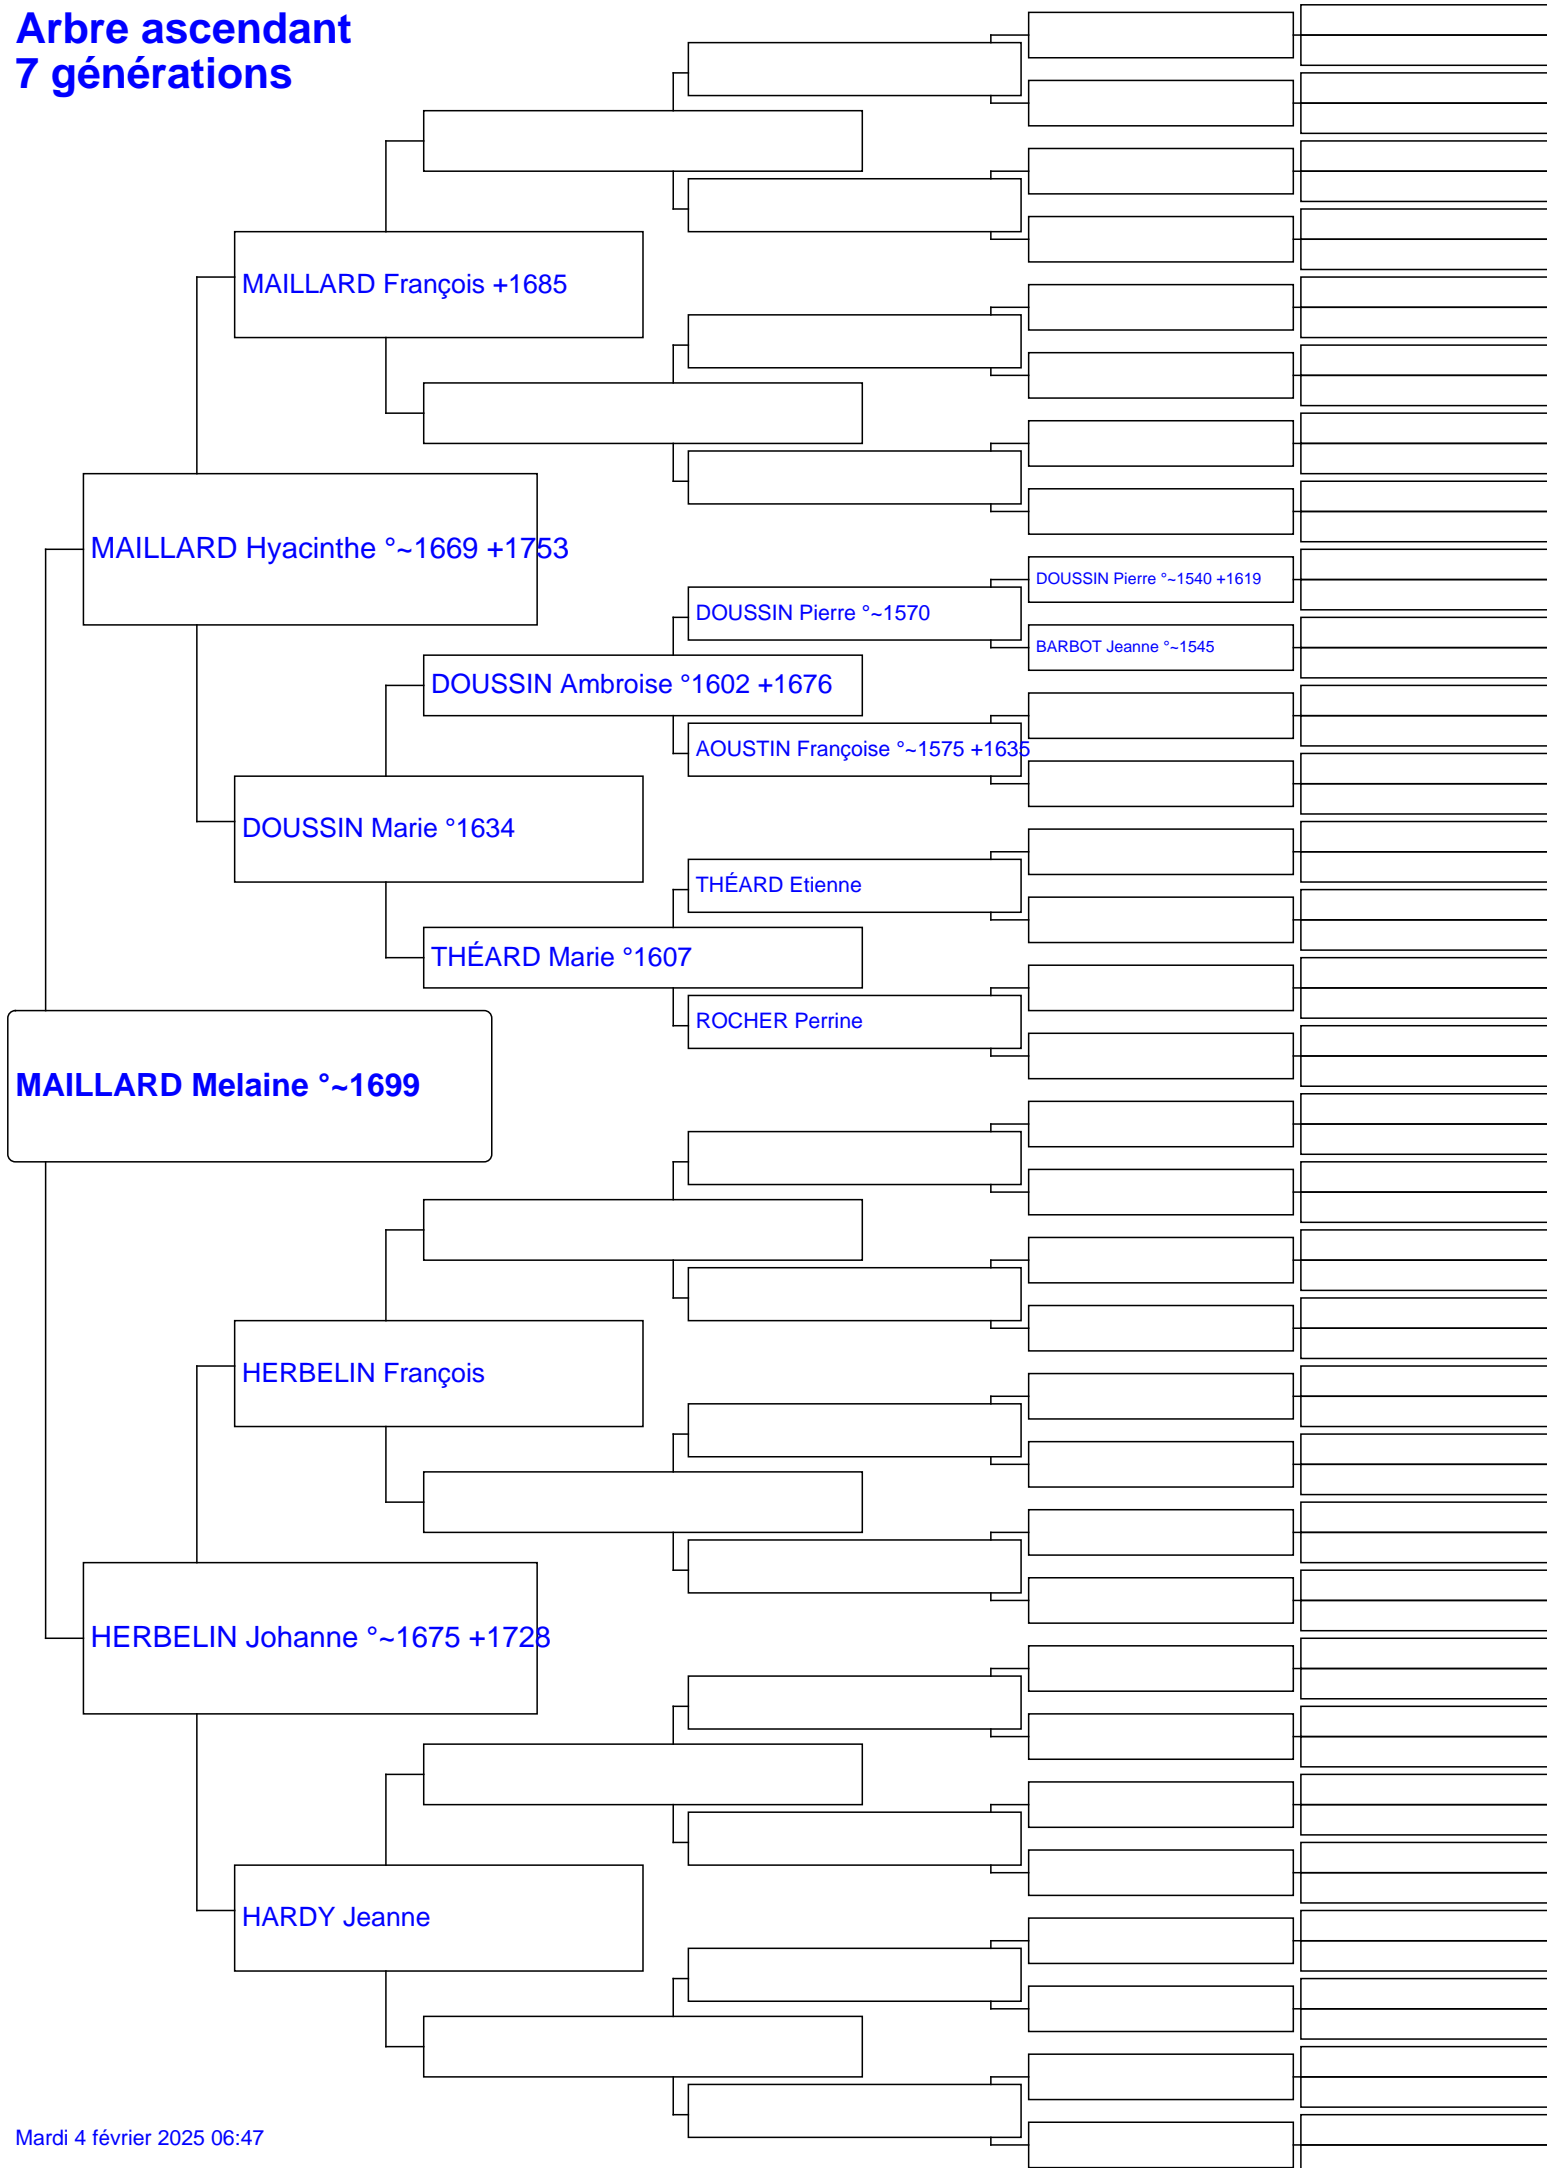 Arbre ascendant
7 générations
MAILLARD François +1685
MAILLARD Hyacinthe °~1669 +1753
DOUSSIN Pierre °~1540 +1619
DOUSSIN Pierre °~1570
BARBOT Jeanne °~1545
DOUSSIN Ambroise °1602 +1676
AOUSTIN Françoise °~1575 +1635
DOUSSIN Marie °1634
THÉARD Etienne
THÉARD Marie °1607
ROCHER Perrine
MAILLARD Melaine °~1699
HERBELIN François
HERBELIN Johanne °~1675 +1728
HARDY Jeanne
Mardi 4 février 2025 06:47